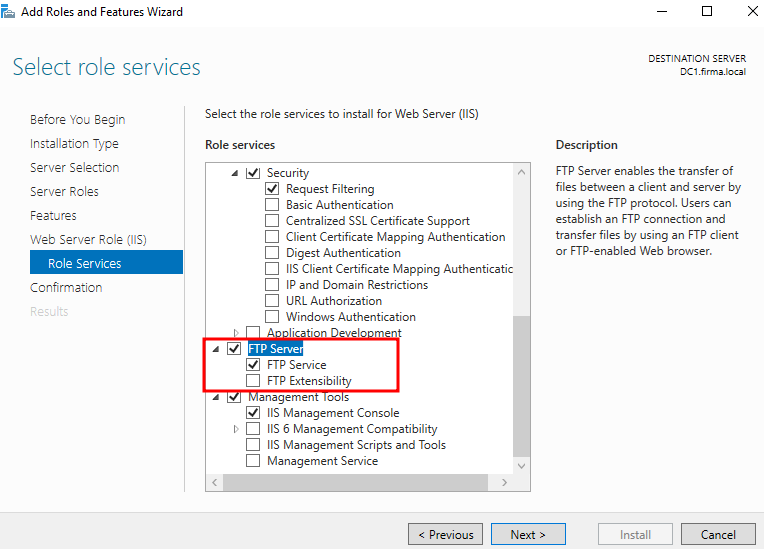 Add Roles and Features Wizard
Select role services
DESTINATION SERVER
DC1.firma.local
Before You Begin
Installation Type
Server Selection
Server Roles
Features
Web Server Role (IIS)
Role Services
Confirmation
Results
Select the role services to install for Web Server (IIS)
Role services
Security
Request Filtering
Basic Authentication
Centralized SSL Certificate Support
Client Certificate Mapping Authentication
Digest Authentication
IIS Client Certificate Mapping Authenticatic
IP and Domain Restrictions
URL Authorization
Windows Authentication
Application Development
FTP Server
FTP Service
FTP Extensibility
Management Tools
IIS Management Console
IIS 6 Management Compatibility
IIS Management Scripts and Tools
Management Service
Description
FTP Server enables the transfer of
files between a client and server by
using the FTP protocol. Users can
establish an FTP connection and
transfer files by using an FTP client
or FTP-enabled Web browser.
< Previous
Next >
Install
Cancel